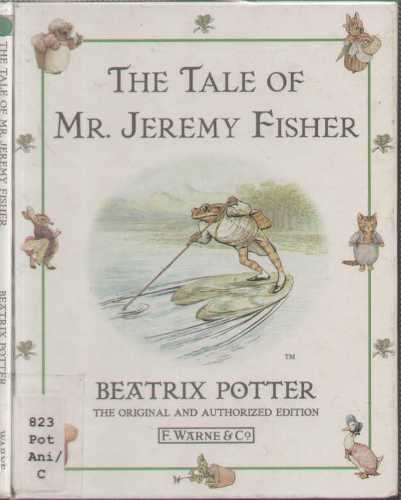 THE TALE OF
MR. JEREMY FISHER
TM
BEATRIX POTTER
THE ORIGINAL AND AUTHORIZED EDITION
F. WARNE & Co
THE TALE OF MR. JEREMY FISHER
BEATRIX POTTER
WARNE
823
Pot
Ani/
C